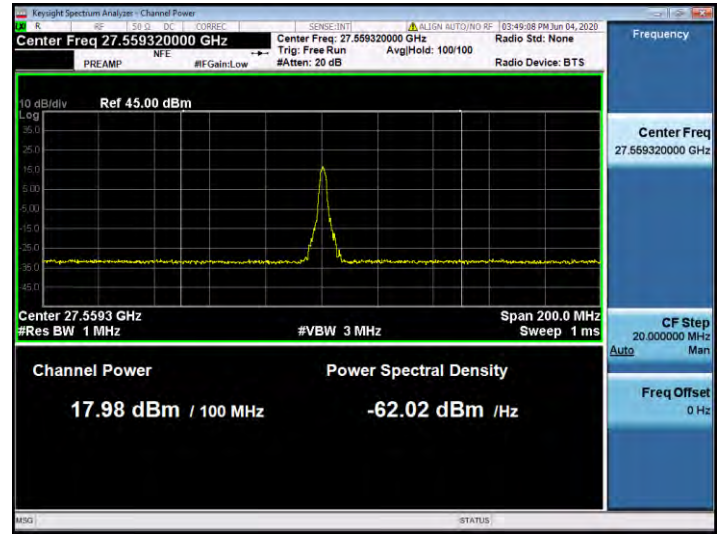 Keysight Spectrum Analyzer - Channel Power
R RF 50 Ω DC CORREC SENSE:INT ALIGN AUTO/NO RF 03:49:08 PM Jun 04, 2020
Center Freq 27.559320000 GHz
NFE
PREAMP #IFGain:Low
Center Freq: 27.559320000 GHz
Trig: Free Run Avg|Hold: 100/100
#Atten: 20 dB
Radio Std: None
Radio Device: BTS
10 dB/div Ref 45.00 dBm
Log
35.0
25.0
15.0
5.00
-5.00
-15.0
-25.0
-35.0
-45.0
Center 27.5593 GHz Span 200.0 MHz
#Res BW 1 MHz #VBW 3 MHz Sweep 1 ms
Channel Power Power Spectral Density
17.98 dBm / 100 MHz -62.02 dBm /Hz
Frequency
Center Freq
27.559320000 GHz
CF Step
20.000000 MHz
Auto Man
Freq Offset
0 Hz
MSG STATUS